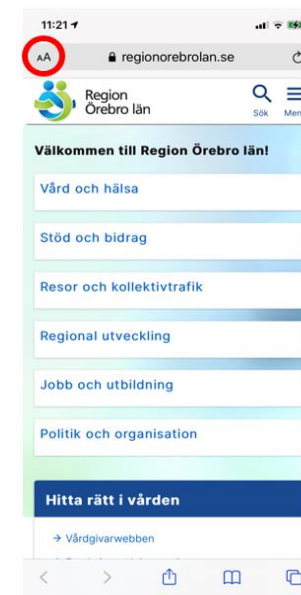 11:21
AA regionorebrolan.se
Region
Örebro län
Sök
Välkommen till Region Örebro län!
Vård och hälsa
Stöd och bidrag
Resor och kollektivtrafik
Regional utveckling
Jobb och utbildning
Politik och organisation
Hitta rätt i vården
→ Vårdgivarwebben